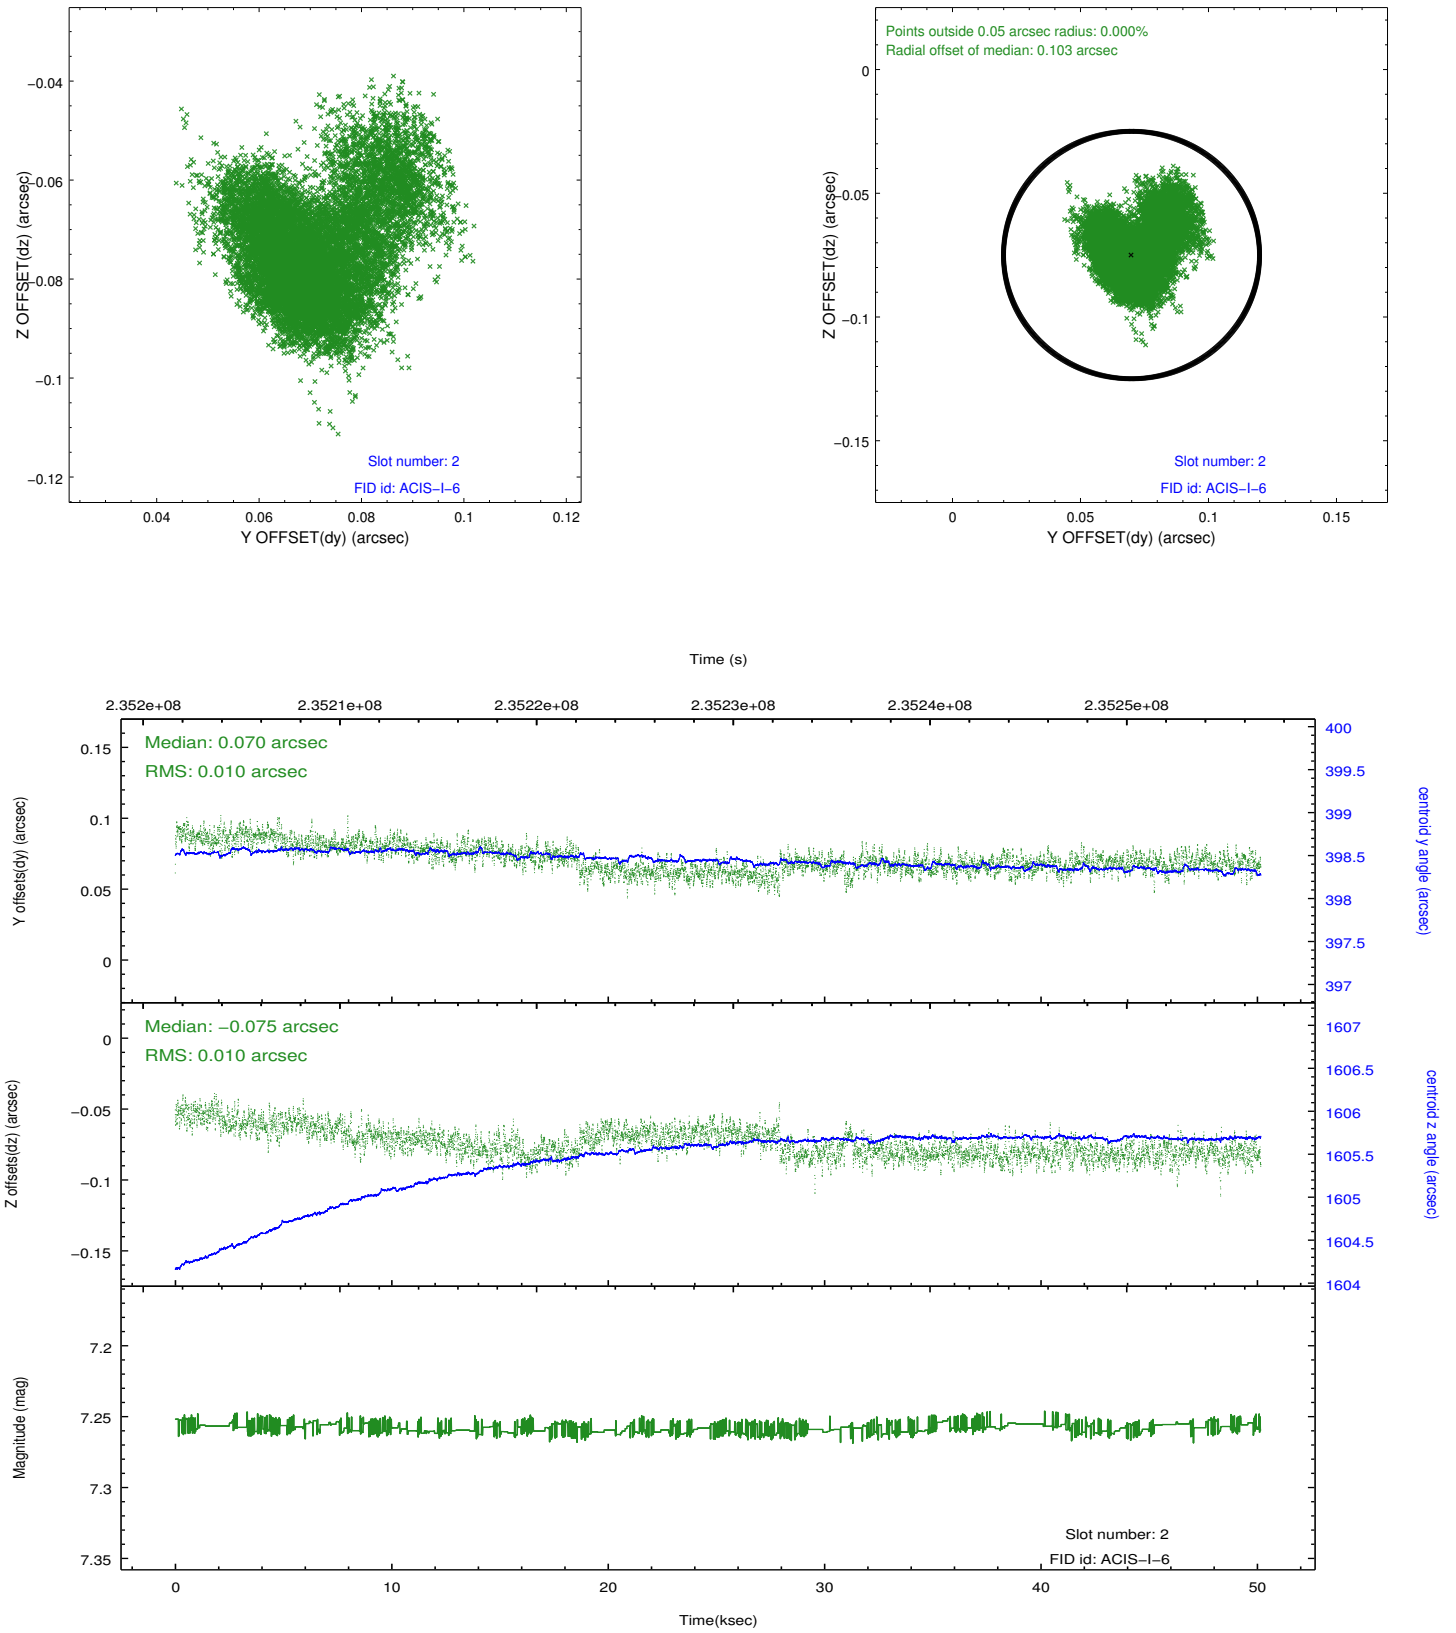 −0.04
−0.06
−0.08
−0.1
−0.12
Z OFFSET(dz) (arcsec)
0.04 0.06 0.08 0.1 0.12
Y OFFSET(dy) (arcsec)
Slot number: 2
FID id: ACIS−I−6
Points outside 0.05 arcsec radius: 0.000%
Radial offset of median: 0.103 arcsec
0
−0.05
−0.1
−0.15
Z OFFSET(dz) (arcsec)
Slot number: 2
FID id: ACIS−I−6
0 0.05 0.1 0.15
Y OFFSET(dy) (arcsec)
Time (s)
2.352e+08 2.3521e+08 2.3522e+08 2.3523e+08 2.3524e+08 2.3525e+08
Median: 0.070 arcsec
RMS: 0.010 arcsec
0.15
0.1
0.05
0
Y offsets(dy) (arcsec)
400
399.5
399
398.5
398
397.5
397
centroid y angle (arcsec)
Median: −0.075 arcsec
RMS: 0.010 arcsec
0
−0.05
−0.1
−0.15
Z offsets(dz) (arcsec)
1607
1606.5
1606
1605.5
1605
1604.5
1604
centroid z angle (arcsec)
7.2
7.25
7.3
7.35
Magnitude (mag)
Slot number: 2
FID id: ACIS−I−6
0 10 20 30 40 50
Time(ksec)